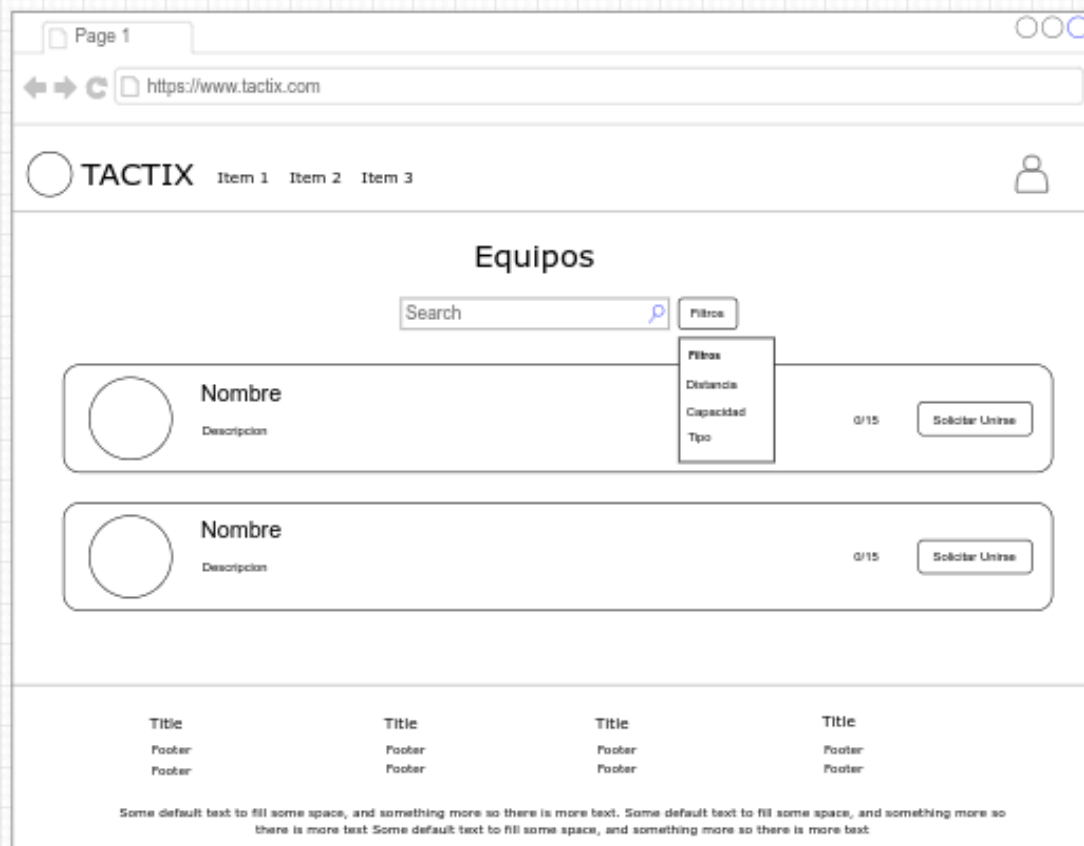 Page 1
https://www.tactix.com
TACTIX Item 1 Item 2 Item 3
Equipos
Search Filtros
Filtros
Distancia
Capacidad
Tipo
Nombre
Descripcion
0/15 Solicitar Unirse
Nombre
Descripcion
0/15 Solicitar Unirse
Title Title Title Title
Footer Footer Footer Footer
Footer Footer Footer Footer
Some default text to fill some space, and something more so there is more text. Some default text to fill some space, and something more so
there is more text Some default text to fill some space, and something more so there is more text